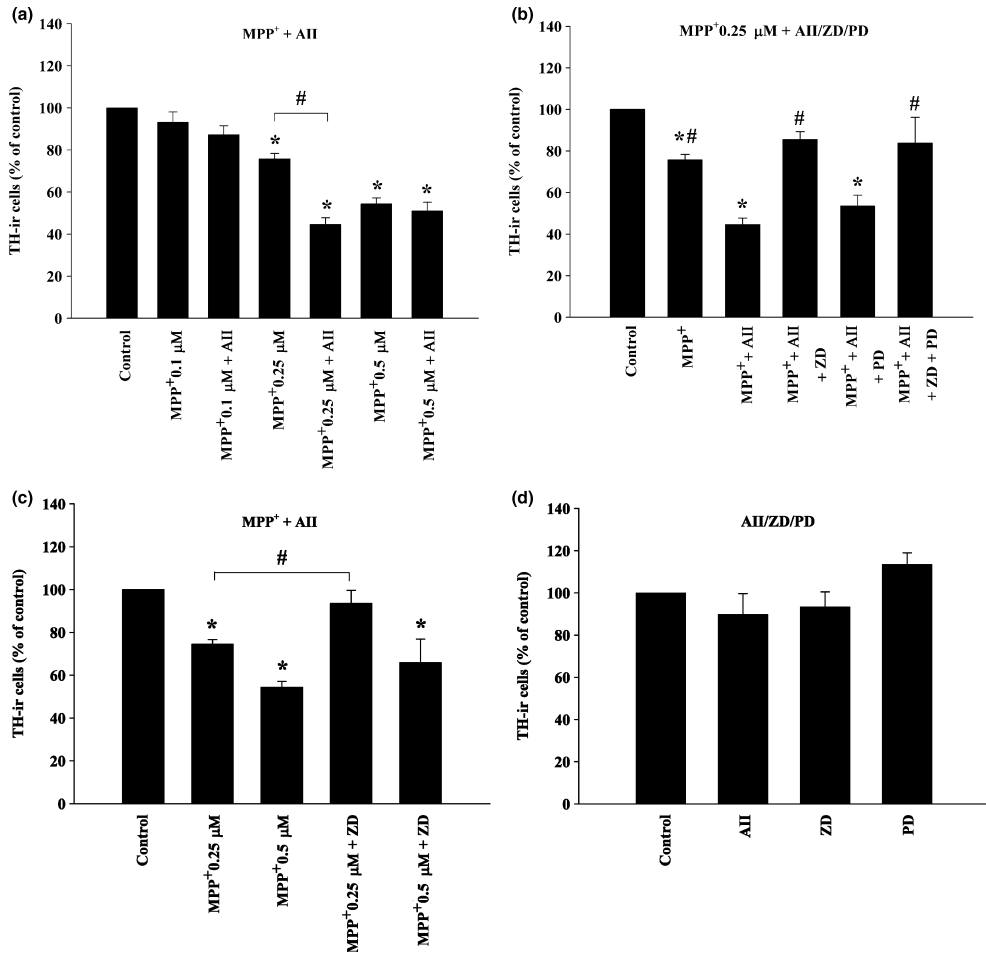 (a)
MPP⁺ + AII
TH-ir cells (% of control)
140
120
100
80
60
40
20
0
#
*
*
*
*
Control
MPP⁺0.1 μM
MPP⁺0.1 μM + AII
MPP⁺0.25 μM
MPP⁺0.25 μM + AII
MPP⁺0.5 μM
MPP⁺0.5 μM + AII
(b)
MPP⁺0.25 μM + AII/ZD/PD
TH-ir cells (% of control)
140
120
100
80
60
40
20
0
*#
*
#
*
#
Control
MPP⁺
MPP⁺ + AII
MPP⁺ + AII
+ ZD
MPP⁺ + AII
+ PD
MPP⁺ + AII
+ ZD + PD
(c)
MPP⁺ + AII
TH-ir cells (% of control)
140
120
100
80
60
40
20
0
#
*
*
*
Control
MPP⁺0.25 μM
MPP⁺0.5 μM
MPP⁺0.25 μM + ZD
MPP⁺0.5 μM + ZD
(d)
AII/ZD/PD
TH-ir cells (% of control)
140
120
100
80
60
40
20
0
Control
AII
ZD
PD